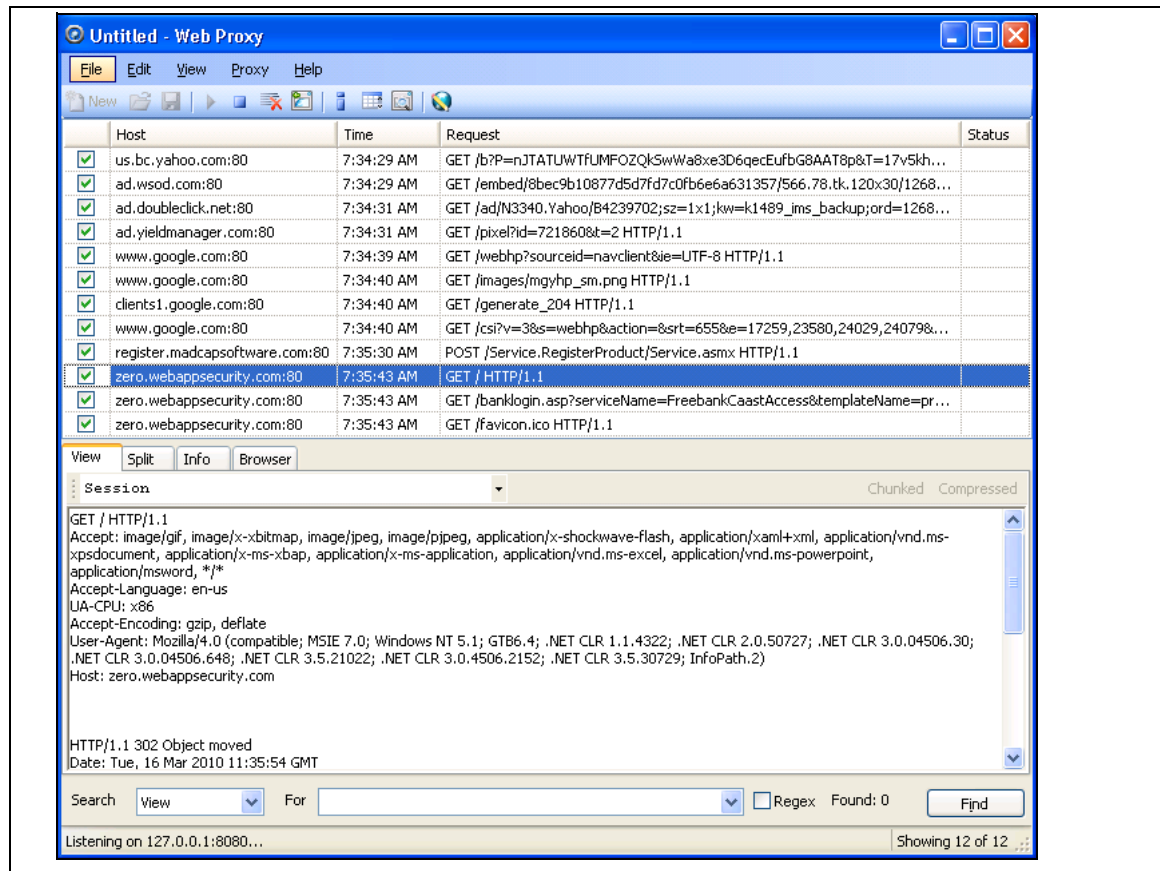 Untitled - Web Proxy
File Edit View Proxy Help
New
Host Time Request Status
us.bc.yahoo.com:80 7:34:29 AM GET /b?P=nJTATUWTfUMFOZQkSwWa8xe3D6qecEufbG8AAT8p&T=17v5kh...
ad.wsod.com:80 7:34:29 AM GET /embed/8bec9b10877d5d7fd7c0fb6e6a631357/566.78.tk.120x30/1268...
ad.doubleclick.net:80 7:34:31 AM GET /ad/N3340.Yahoo/B4239702;sz=1x1;kw=k1489_ims_backup;ord=1268...
ad.yieldmanager.com:80 7:34:31 AM GET /pixel?id=721860&t=2 HTTP/1.1
www.google.com:80 7:34:39 AM GET /webhp?sourceid=navclient&ie=UTF-8 HTTP/1.1
www.google.com:80 7:34:40 AM GET /images/mgyhp_sm.png HTTP/1.1
clients1.google.com:80 7:34:40 AM GET /generate_204 HTTP/1.1
www.google.com:80 7:34:40 AM GET /csi?v=3&s=webhp&action=&srt=655&e=17259,23580,24029,24079&...
register.madcapsoftware.com:80 7:35:30 AM POST /Service.RegisterProduct/Service.asmx HTTP/1.1
zero.webappsecurity.com:80 7:35:43 AM GET / HTTP/1.1
zero.webappsecurity.com:80 7:35:43 AM GET /banklogin.asp?serviceName=FreebankCaastAccess&templateName=pr...
zero.webappsecurity.com:80 7:35:43 AM GET /favicon.ico HTTP/1.1
View Split Info Browser
Session Chunked Compressed
GET / HTTP/1.1
Accept: image/gif, image/x-xbitmap, image/jpeg, image/pjpeg, application/x-shockwave-flash, application/xaml+xml, application/vnd.ms-
xpsdocument, application/x-ms-xbap, application/x-ms-application, application/vnd.ms-excel, application/vnd.ms-powerpoint,
application/msword, */*
Accept-Language: en-us
UA-CPU: x86
Accept-Encoding: gzip, deflate
User-Agent: Mozilla/4.0 (compatible; MSIE 7.0; Windows NT 5.1; GTB6.4; .NET CLR 1.1.4322; .NET CLR 2.0.50727; .NET CLR 3.0.04506.30;
.NET CLR 3.0.04506.648; .NET CLR 3.5.21022; .NET CLR 3.0.4506.2152; .NET CLR 3.5.30729; InfoPath.2)
Host: zero.webappsecurity.com
HTTP/1.1 302 Object moved
Date: Tue, 16 Mar 2010 11:35:54 GMT
Search View For Regex Found: 0 Find
Listening on 127.0.0.1:8080... Showing 12 of 12